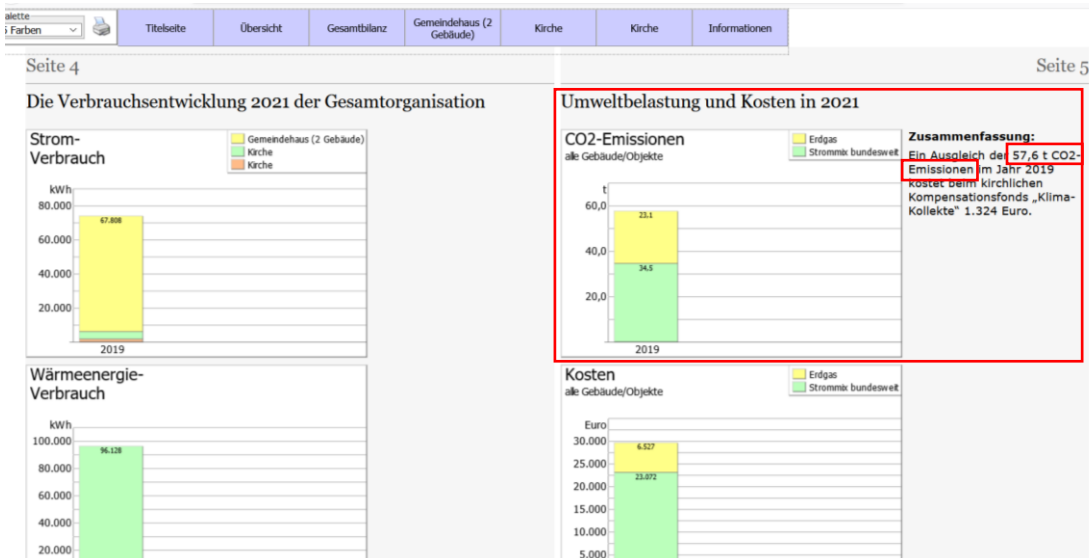 alette
5 Farben
Titelseite
Übersicht
Gesamtbilanz
Gemeindehaus (2
Gebäude)
Kirche
Kirche
Informationen
Seite 4
Seite 5
Die Verbrauchsentwicklung 2021 der Gesamtorganisation
Strom-
Verbrauch
Gemeindehaus (2 Gebäude)
Kirche
Kirche
kWh
80.000
67.808
60.000
40.000
20.000
2019
Wärmeenergie-
Verbrauch
kWh
100.000
96.128
80.000
60.000
40.000
20.000
Umweltbelastung und Kosten in 2021
CO2-Emissionen
alle Gebäude/Objekte
Erdgas
Strommix bundesweit
t
60,0
23,1
40,0
34,5
20,0
2019
Zusammenfassung:
Ein Ausgleich der 57,6 t CO2-
Emissionen im Jahr 2019
kostet beim kirchlichen
Kompensationsfonds „Klima-
Kollekte“ 1.324 Euro.
Kosten
alle Gebäude/Objekte
Erdgas
Strommix bundesweit
Euro
30.000
6.527
25.000
23.072
20.000
15.000
10.000
5.000